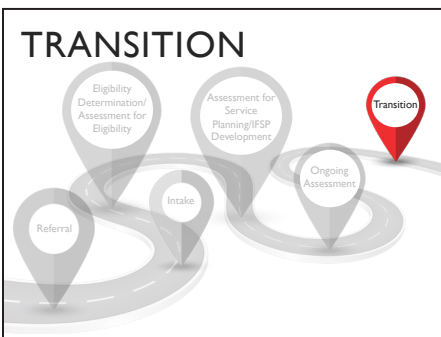 TRANSITION
Eligibility
Determination/
Assessment for
Eligibility
Assessment for
Service
Planning/IFSP
Development
Transition
Ongoing
Assessment
Intake
Referral